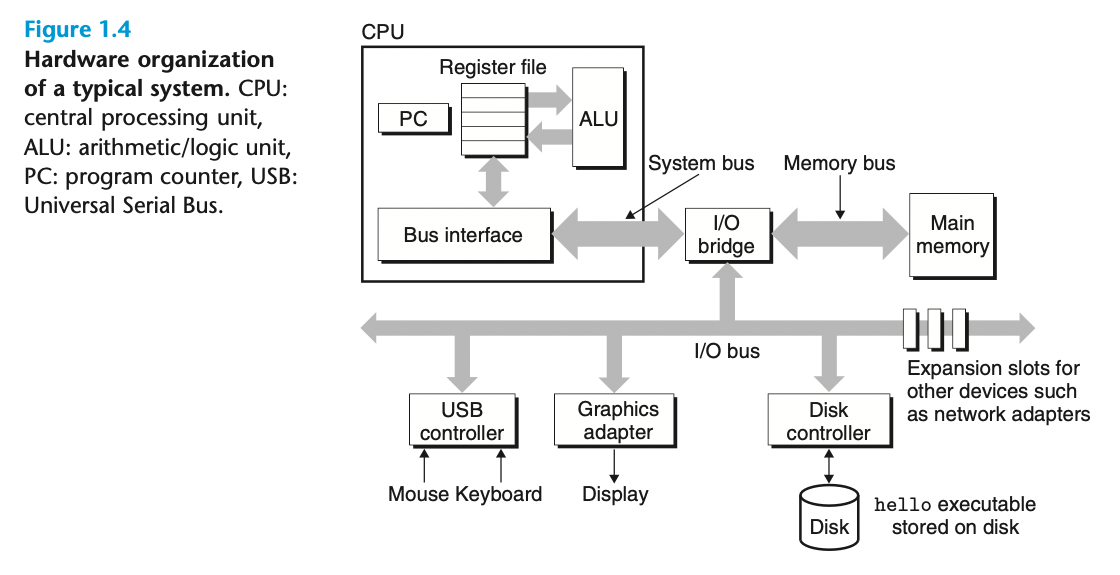 Figure 1.4
Hardware organization
of a typical system. CPU:
central processing unit,
ALU: arithmetic/logic unit,
PC: program counter, USB:
Universal Serial Bus.
CPU
Register file
PC
ALU
System bus
Memory bus
Bus interface
I/O
bridge
Main
memory
I/O bus
Expansion slots for
other devices such
as network adapters
USB
controller
Graphics
adapter
Disk
controller
Mouse Keyboard
Display
Disk
hello executable
stored on disk